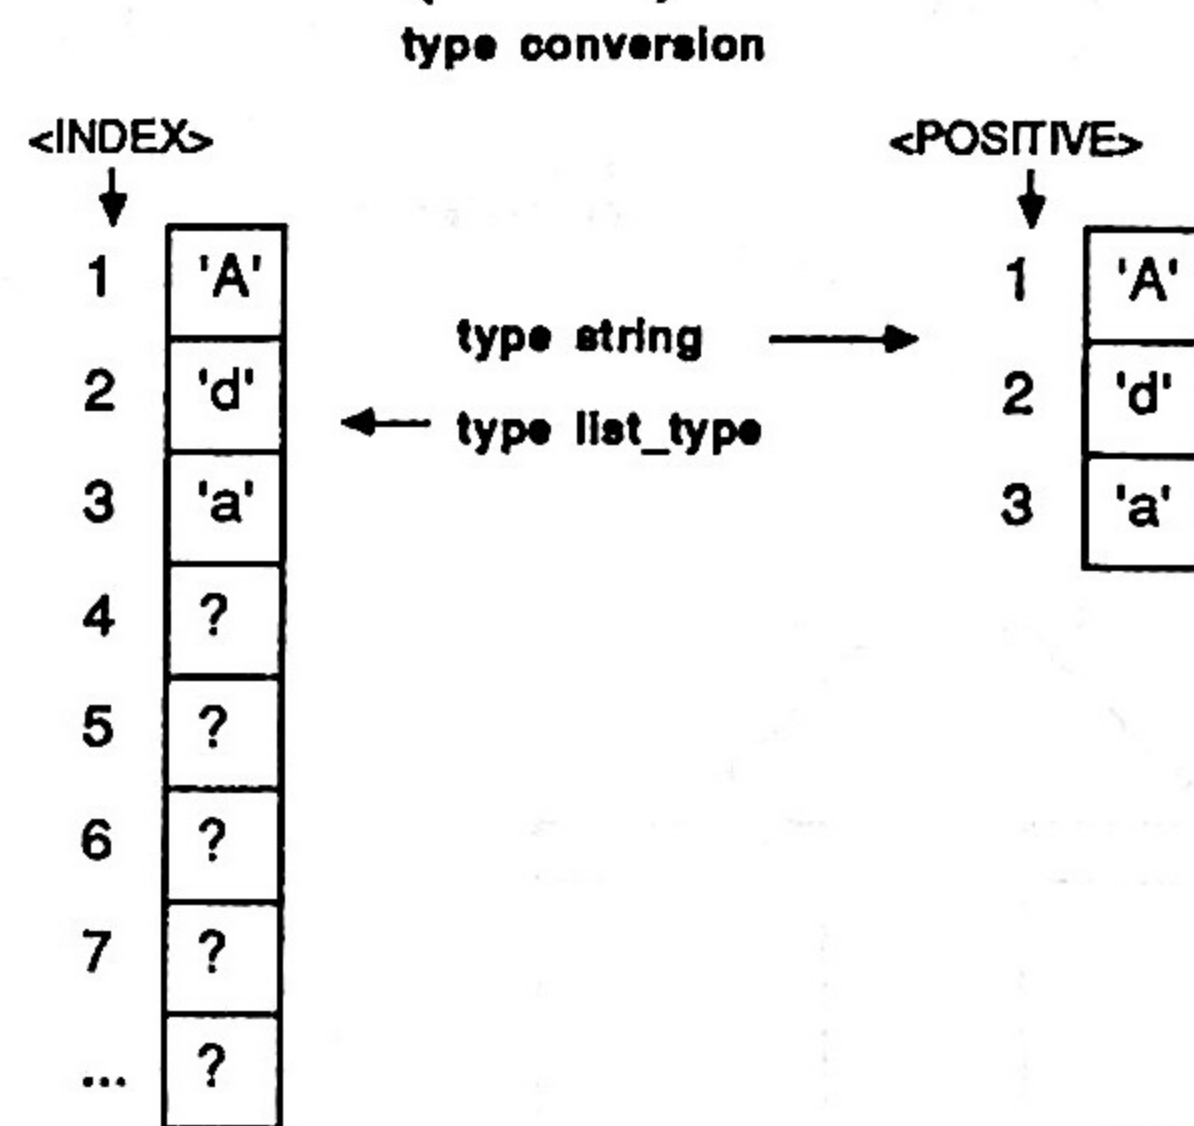 type conversion
<INDEX> <POSITIVE>
1 'A' 1 'A'
type string
2 'd' 2 'd'
type list_type
3 'a' 3 'a'
4 ?
5 ?
6 ?
7 ?
... ?